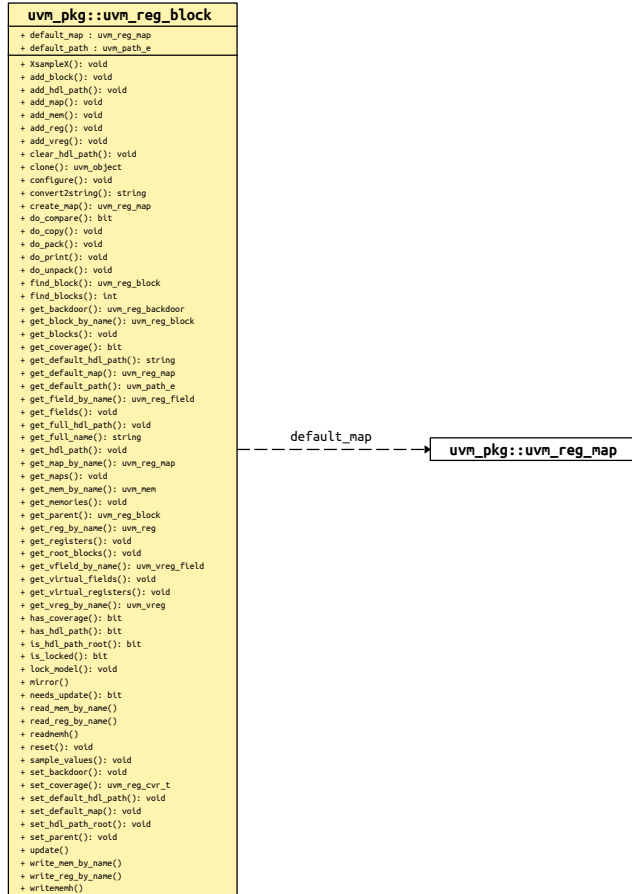 uvm_pkg::uvm_reg_block
+ default_map : uvm_reg_map
+ default_path : uvm_path_e
+ XsampleX(): void
+ add_block(): void
+ add_hdl_path(): void
+ add_map(): void
+ add_mem(): void
+ add_reg(): void
+ add_vreg(): void
+ clear_hdl_path(): void
+ clone(): uvm_object
+ configure(): void
+ convert2string(): string
+ create_map(): uvm_reg_map
+ do_compare(): bit
+ do_copy(): void
+ do_pack(): void
+ do_print(): void
+ do_unpack(): void
+ find_block(): uvm_reg_block
+ find_blocks(): int
+ get_backdoor(): uvm_reg_backdoor
+ get_block_by_name(): uvm_reg_block
+ get_blocks(): void
+ get_coverage(): bit
+ get_default_hdl_path(): string
+ get_default_map(): uvm_reg_map
+ get_default_path(): uvm_path_e
+ get_field_by_name(): uvm_reg_field
+ get_fields(): void
+ get_full_hdl_path(): void
+ get_full_name(): string
+ get_hdl_path(): void
+ get_map_by_name(): uvm_reg_map
+ get_maps(): void
+ get_mem_by_name(): uvm_mem
+ get_memories(): void
+ get_parent(): uvm_reg_block
+ get_reg_by_name(): uvm_reg
+ get_registers(): void
+ get_root_blocks(): void
+ get_vfield_by_name(): uvm_vreg_field
+ get_virtual_fields(): void
+ get_virtual_registers(): void
+ get_vreg_by_name(): uvm_vreg
+ has_coverage(): bit
+ has_hdl_path(): bit
+ is_hdl_path_root(): bit
+ is_locked(): bit
+ lock_model(): void
+ mirror()
+ needs_update(): bit
+ read_mem_by_name()
+ read_reg_by_name()
+ readmemh()
+ reset(): void
+ sample_values(): void
+ set_backdoor(): void
+ set_coverage(): uvm_reg_cvr_t
+ set_default_hdl_path(): void
+ set_default_map(): void
+ set_hdl_path_root(): void
+ set_parent(): void
+ update()
+ write_mem_by_name()
+ write_reg_by_name()
+ writememh()
default_map
uvm_pkg::uvm_reg_map